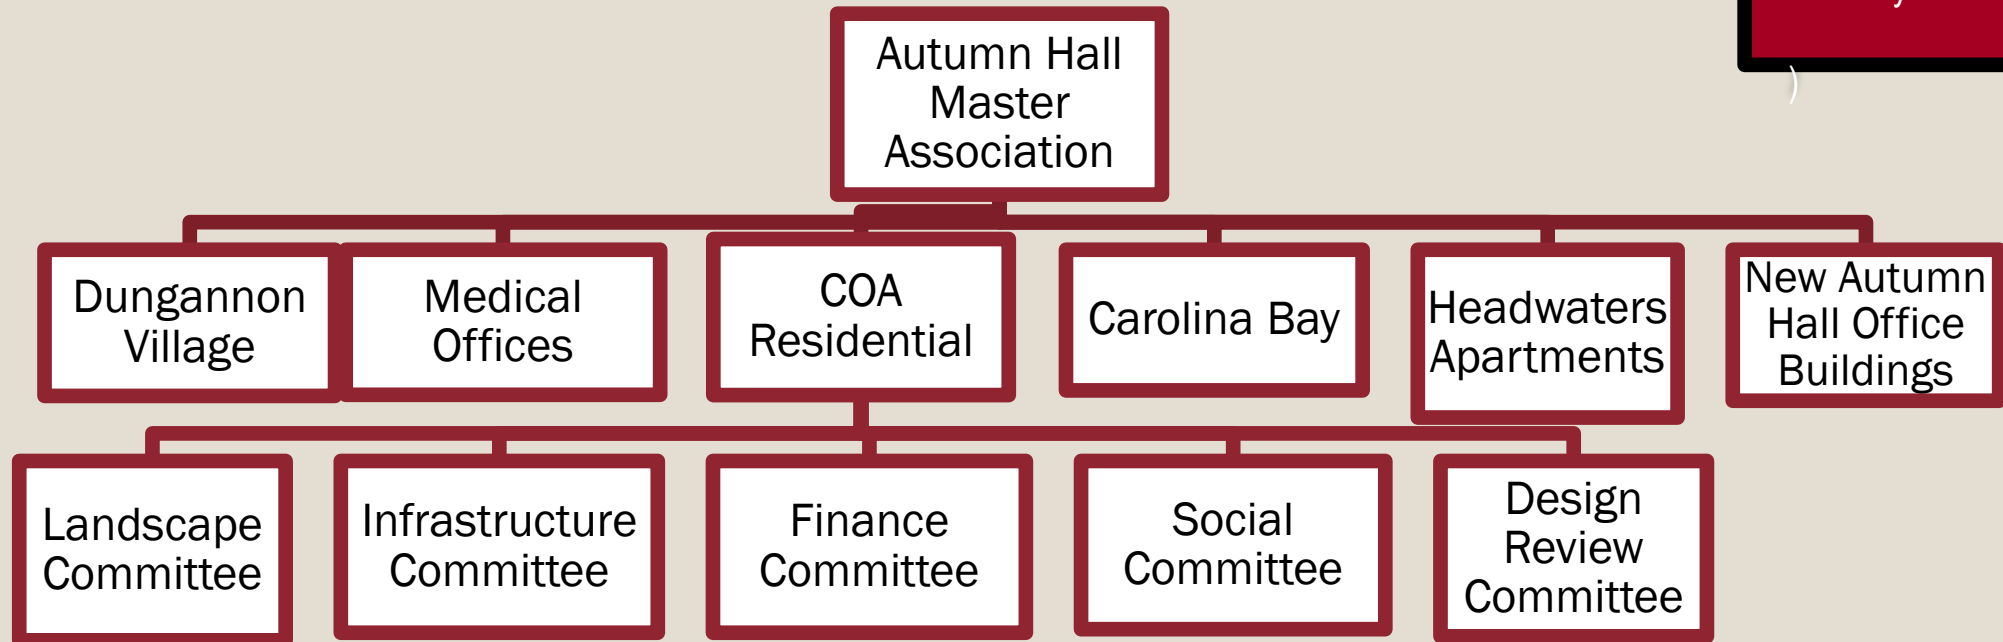 Autumn Hall
Master
Association
)
Dungannon
Village
Medical
Offices
COA
Residential
Carolina Bay
Headwaters
Apartments
New Autumn
Hall Office
Buildings
Landscape
Committee
Infrastructure
Committee
Finance
Committee
Social
Committee
Design
Review
Committee